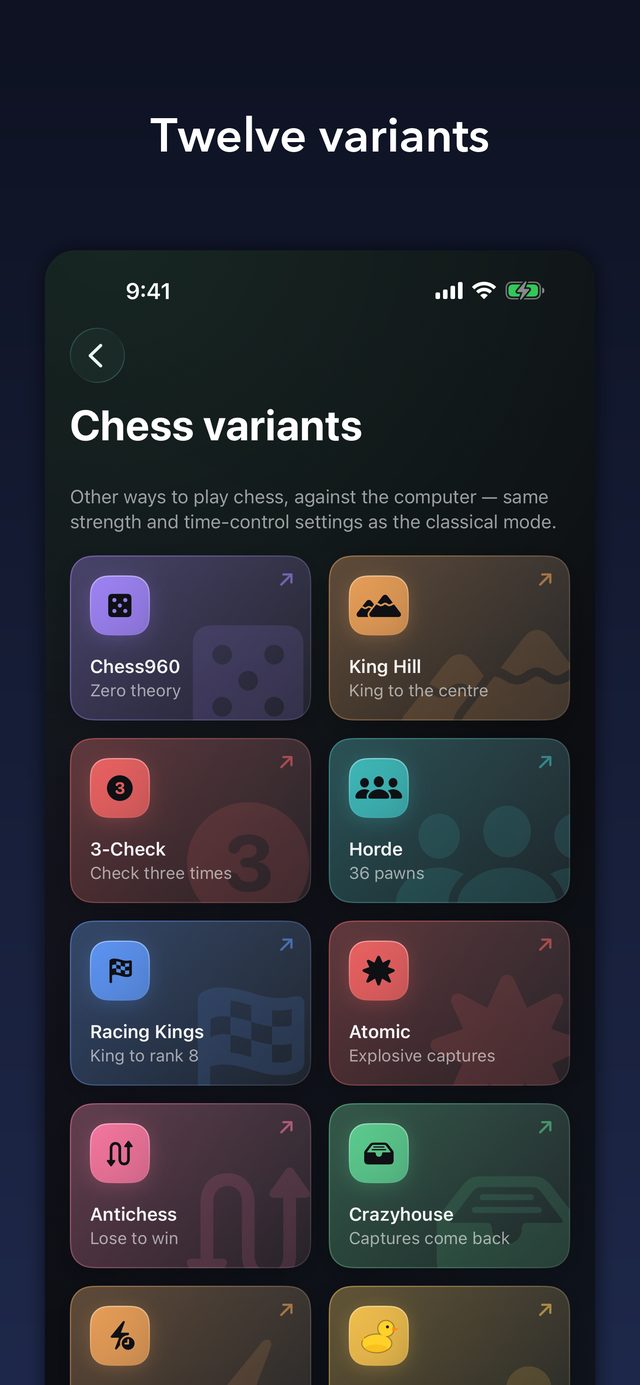 Twelve variants
9:41
Chess variants
Other ways to play chess, against the computer — same
strength and time-control settings as the classical mode.
Chess960
Zero theory
King Hill
King to the centre
3
3-Check
Check three times
3
Horde
36 pawns
Racing Kings
King to rank 8
Atomic
Explosive captures
Antichess
Lose to win
Crazyhouse
Captures come back